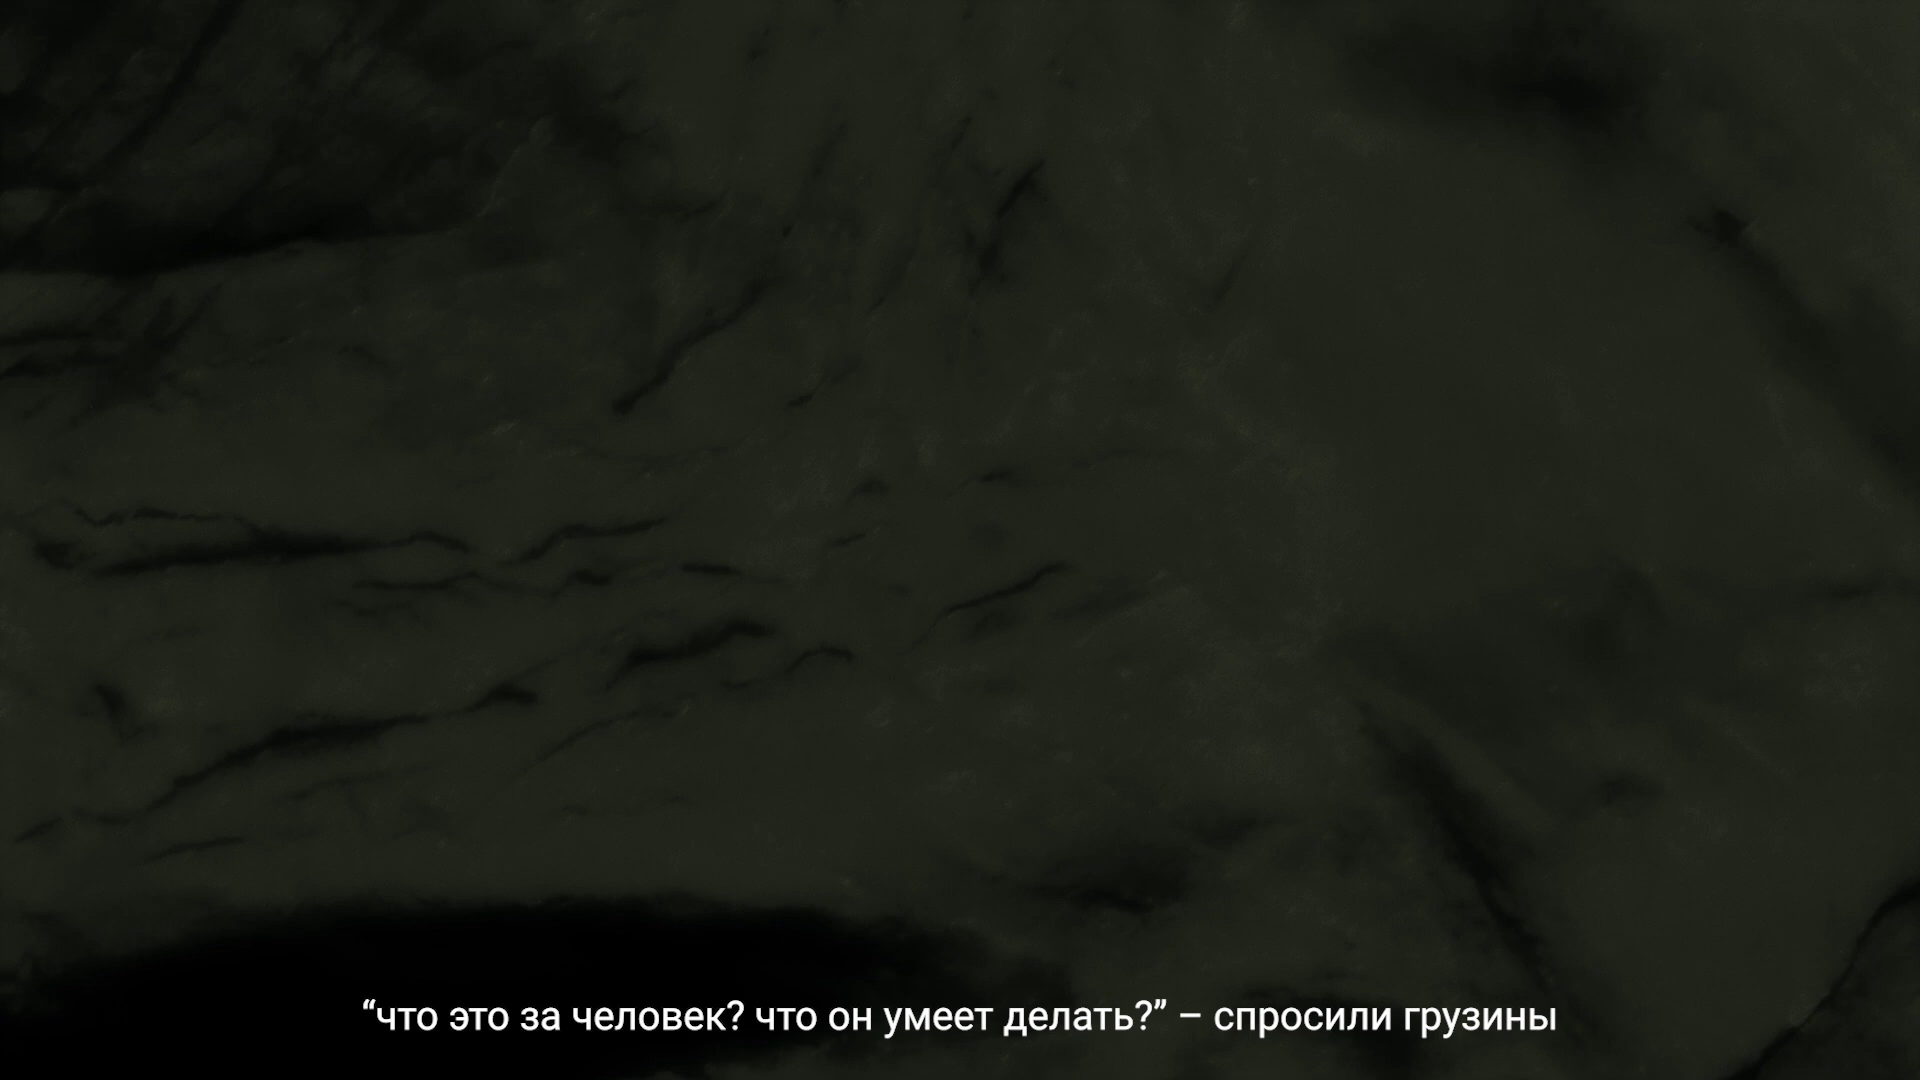 “что это за человек? что он умеет делать?” – спросили грузины